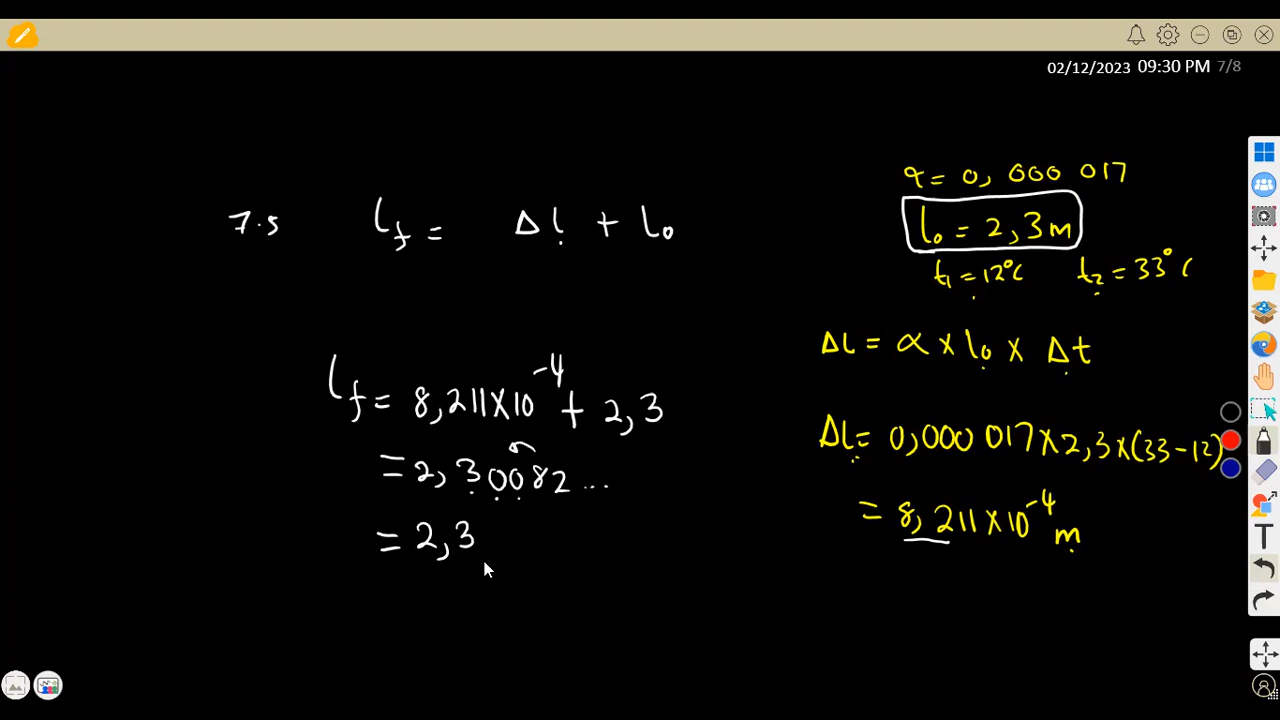 02/12/2023 09:30 PM 7/8
7.5 lf = Δl + l₀
lf = 8,211×10⁻⁴ + 2,3
= 2,30082...
= 2,3
α = 0, 000 017
l₀ = 2,3m
t₁ = 12°C t₂ = 33°C
Δl = α × l₀ × Δt
Δl = 0,000 017 × 2,3 × (33-12)
= 8,211×10⁻⁴ m
T